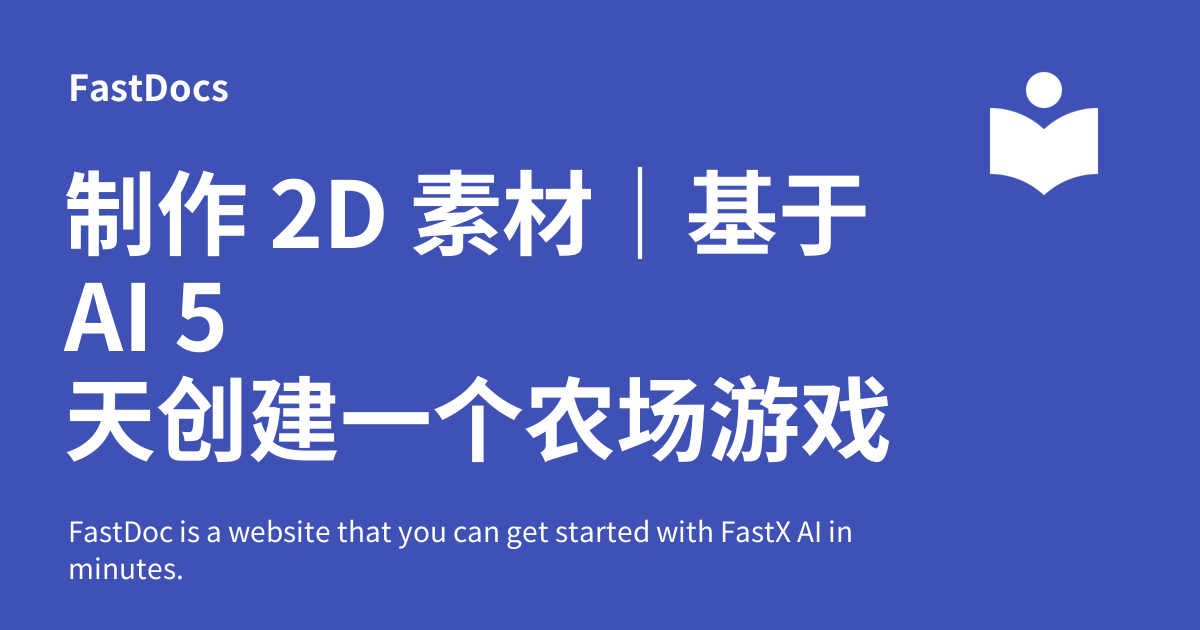 FastDocs
制作 2D 素材｜基于
AI 5
天创建一个农场游戏
FastDoc is a website that you can get started with FastX AI in
minutes.